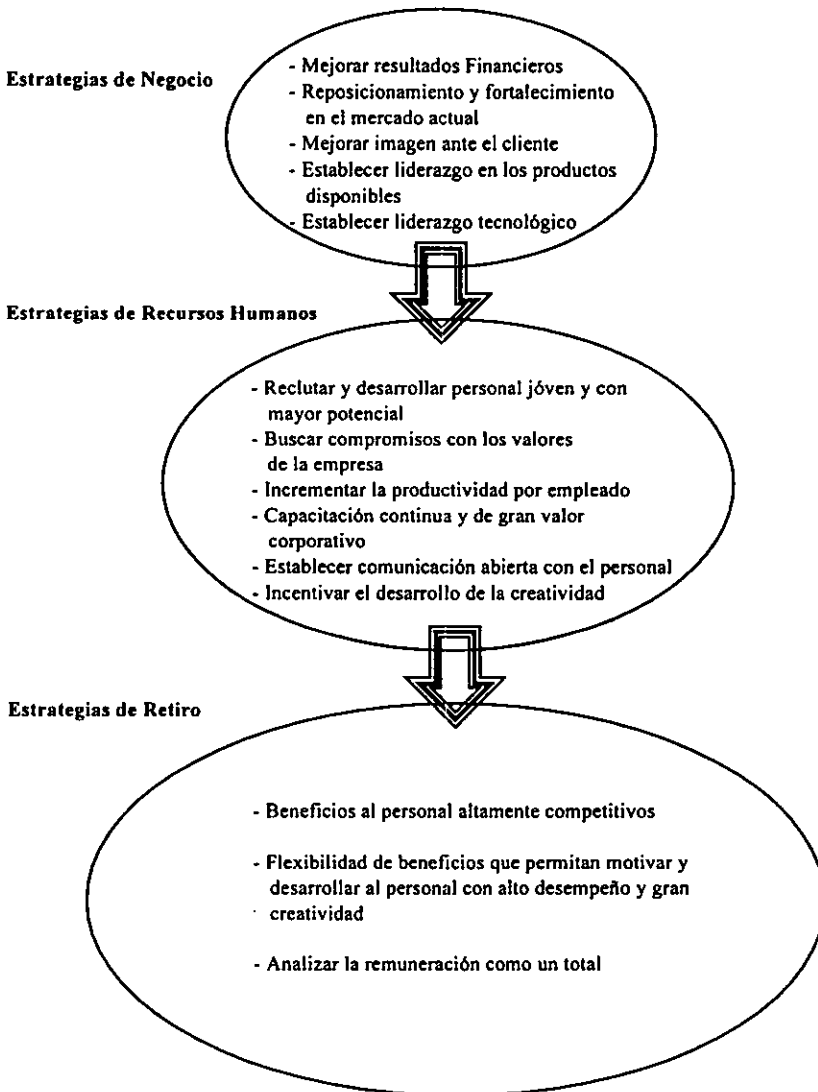 Estrategias de Negocio
- Mejorar resultados Financieros
- Reposicionamiento y fortalecimiento
en el mercado actual
- Mejorar imagen ante el cliente
- Establecer liderazgo en los productos
disponibles
- Establecer liderazgo tecnológico
Estrategias de Recursos Humanos
- Reclutar y desarrollar personal jóven y con
mayor potencial
- Buscar compromisos con los valores
de la empresa
- Incrementar la productividad por empleado
- Capacitación continua y de gran valor
corporativo
- Establecer comunicación abierta con el personal
- Incentivar el desarrollo de la creatividad
Estrategias de Retiro
- Beneficios al personal altamente competitivos
- Flexibilidad de beneficios que permitan motivar y
desarrollar al personal con alto desempeño y gran
creatividad
- Analizar la remuneración como un total